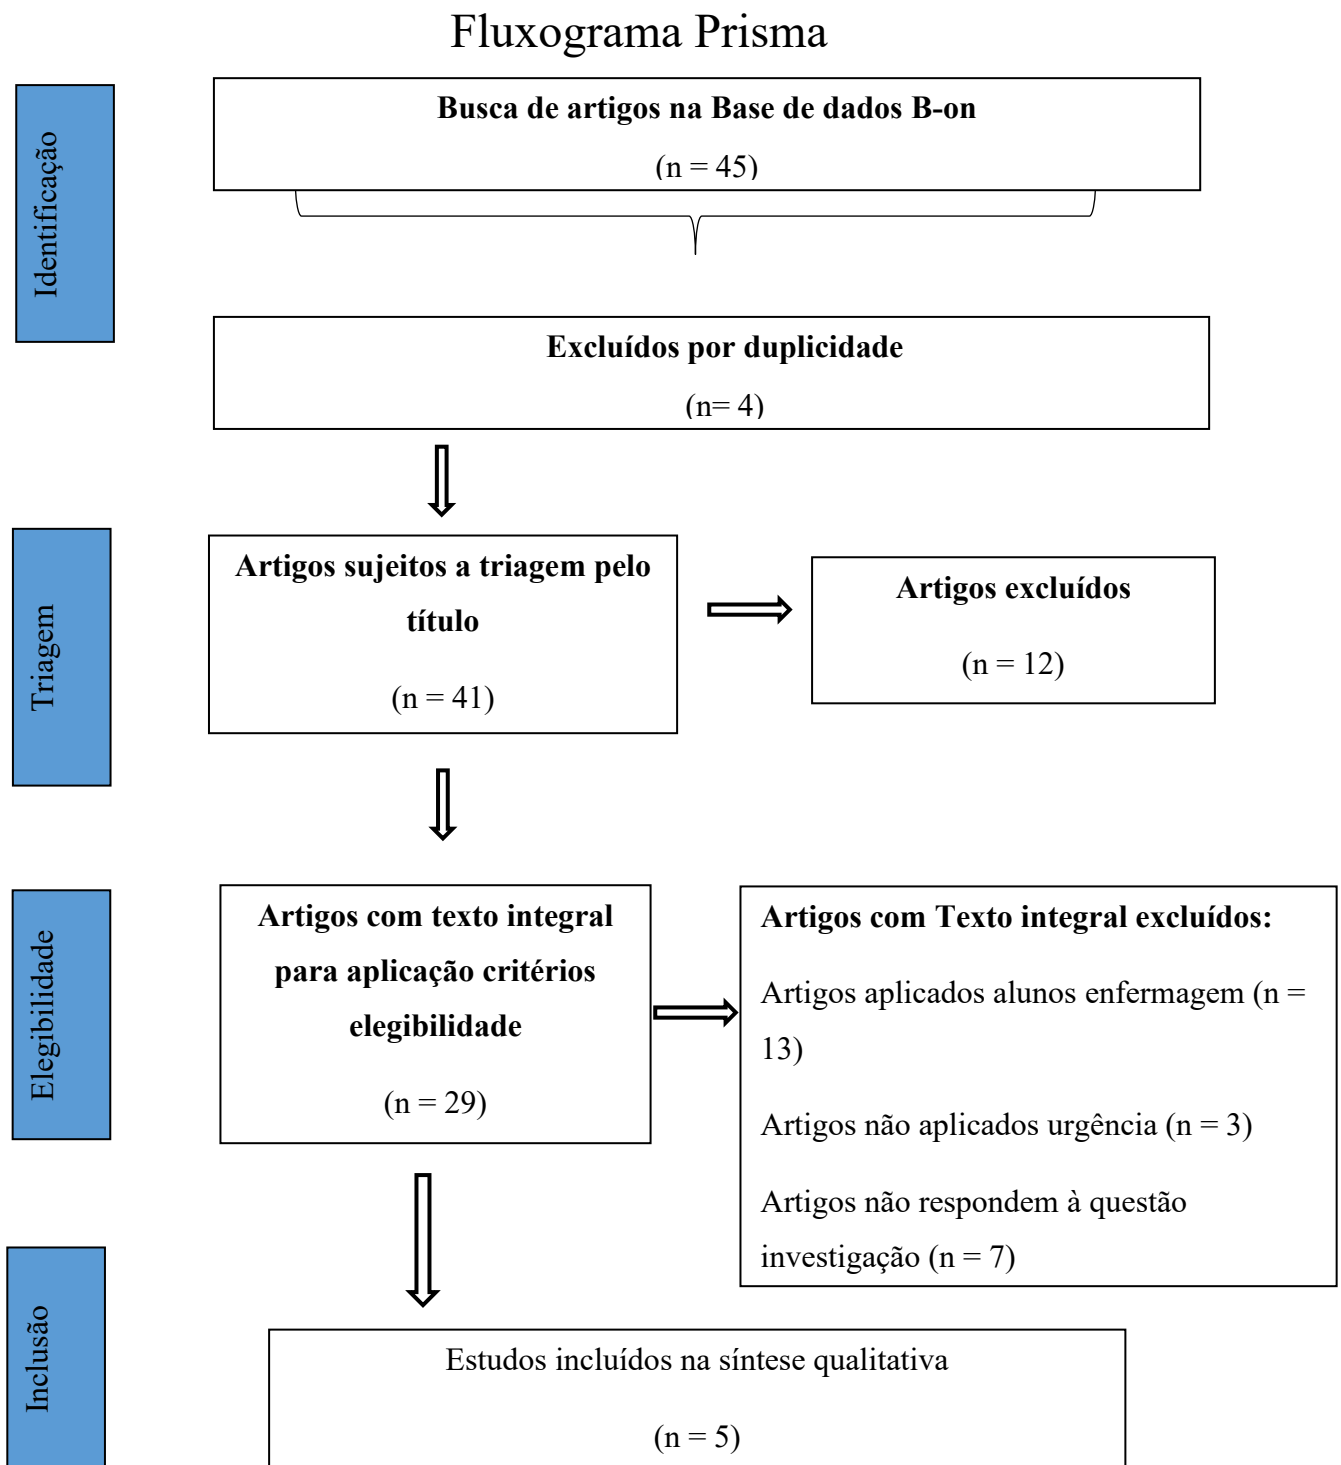 Fluxograma Prisma
Identificação
Busca de artigos na Base de dados B-on
(n = 45)
Excluídos por duplicidade
(n= 4)
Triagem
Artigos sujeitos a triagem pelo
título
(n = 41)
Artigos excluídos
(n = 12)
Elegibilidade
Artigos com texto integral
para aplicação critérios
elegibilidade
(n = 29)
Artigos com Texto integral excluídos:
Artigos aplicados alunos enfermagem (n =
13)
Artigos não aplicados urgência (n = 3)
Artigos não respondem à questão
investigação (n = 7)
Inclusão
Estudos incluídos na síntese qualitativa
(n = 5)